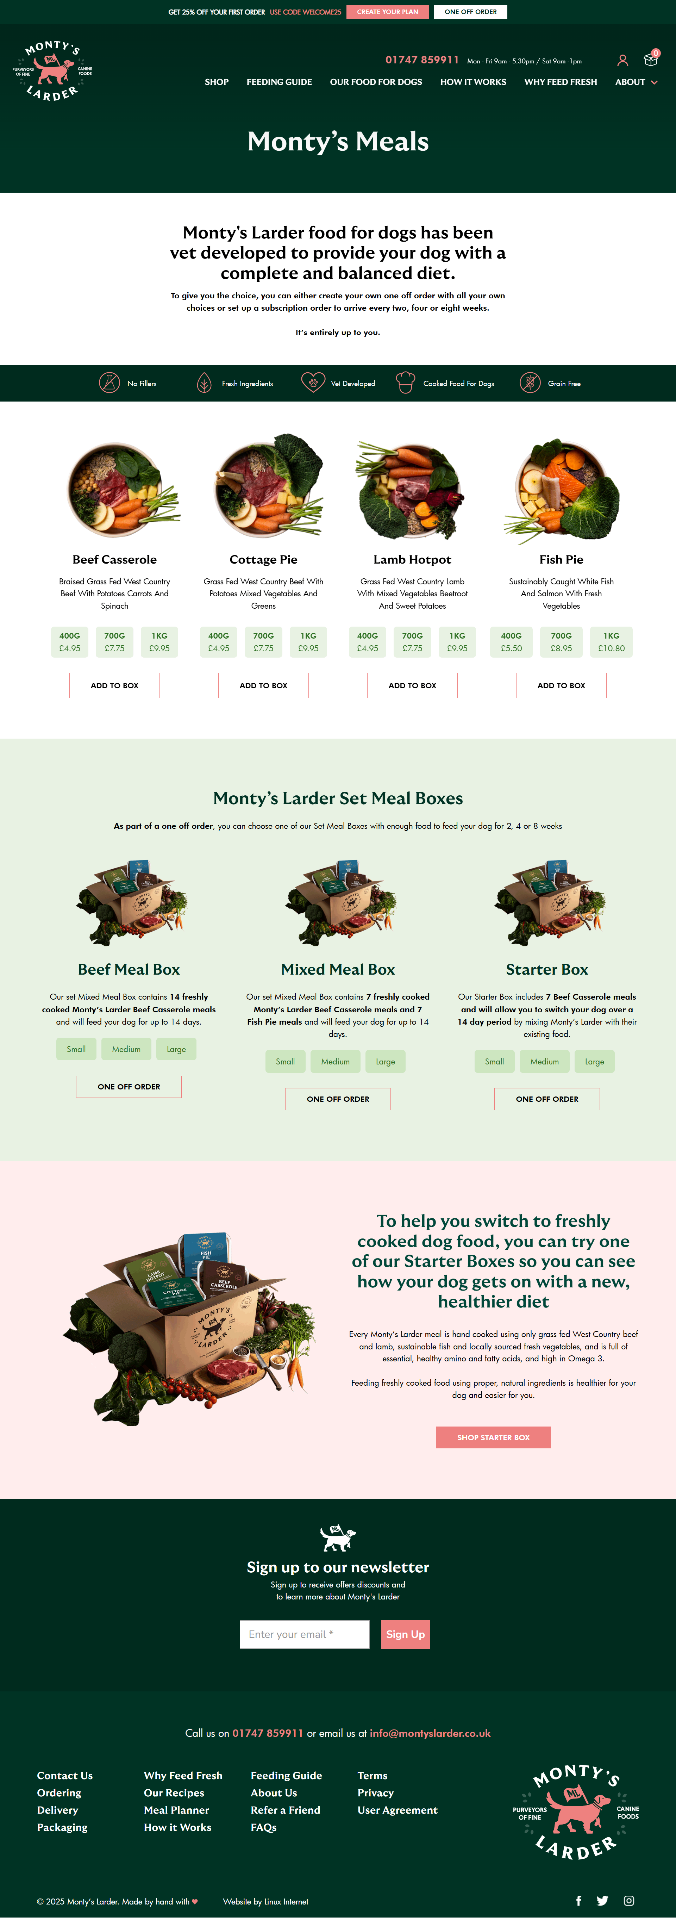 GET 25% OFF YOUR FIRST ORDER USE CODE WELCOME25 CREATE YOUR PLAN ONE OFF ORDER
MONTY'S
PURVEYORS OF FINE
CANINE FOODS
LARDER
01747 859911 Mon Fri 9am 5.30pm / Sat 9am 1pm
0
SHOP FEEDING GUIDE OUR FOOD FOR DOGS HOW IT WORKS WHY FEED FRESH ABOUT
Monty's Meals
Monty's Larder food for dogs has been
vet developed to provide your dog with a
complete and balanced diet.
To give you the choice, you can either create your own one off order with all your own
choices or set up a subscription order to arrive every two, four or eight weeks.
It's entirely up to you.
No Fillers Fresh Ingredients Vet Developed Cooked Food For Dogs Grain Free
Beef Casserole
Braised Grass Fed West Country
Beef With Potatoes Carrots And
Spinach
400G 700G 1KG
£4.95 £7.75 £9.95
ADD TO BOX
Cottage Pie
Grass Fed West Country Beef With
Potatoes Mixed Vegetables And
Greens
400G 700G 1KG
£4.95 £7.75 £9.95
ADD TO BOX
Lamb Hotpot
Grass Fed West Country Lamb
With Mixed Vegetables Beetroot
And Sweet Potatoes
400G 700G 1KG
£4.95 £7.75 £9.95
ADD TO BOX
Fish Pie
Sustainably Caught White Fish
And Salmon With Fresh
Vegetables
400G 700G 1KG
£5.50 £8.95 £10.80
ADD TO BOX
Monty's Larder Set Meal Boxes
As part of a one off order, you can choose one of our Set Meal Boxes with enough food to feed your dog for 2, 4 or 8 weeks
Beef Meal Box
Our set Mixed Meal Box contains 14 freshly
cooked Monty's Larder Beef Casserole meals
and will feed your dog for up to 14 days.
Small Medium Large
ONE OFF ORDER
Mixed Meal Box
Our set Mixed Meal Box contains 7 freshly cooked
Monty's Larder Beef Casserole meals and 7
Fish Pie meals and will feed your dog for up to 14
days.
Small Medium Large
ONE OFF ORDER
Starter Box
Our Starter Box includes 7 Beef Casserole meals
and will allow you to switch your dog over a
14 day period by mixing Monty's Larder with their
existing food.
Small Medium Large
ONE OFF ORDER
LAMB HOTPOT
FISH PIE
COTTAGE PIE
BEEF CASSEROLE
MONTY'S
LARDER
To help you switch to freshly
cooked dog food, you can try one
of our Starter Boxes so you can see
how your dog gets on with a new,
healthier diet
Every Monty's Larder meal is hand cooked using only grass fed West Country beef
and lamb, sustainable fish and locally sourced fresh vegetables, and is full of
essential, healthy amino and fatty acids, and high in Omega 3.
Feeding freshly cooked food using proper, natural ingredients is healthier for your
dog and easier for you.
SHOP STARTER BOX
Sign up to our newsletter
Sign up to receive offers discounts and
to learn more about Monty's Larder
Enter your email * Sign Up
Call us on 01747 859911 or email us at info@montyslarder.co.uk
Contact Us
Ordering
Delivery
Packaging
Why Feed Fresh
Our Recipes
Meal Planner
How it Works
Feeding Guide
About Us
Refer a Friend
FAQs
Terms
Privacy
User Agreement
MONTY'S
ML
PURVEYORS OF FINE
CANINE FOODS
LARDER
© 2025 Monty's Larder. Made by hand with ♥ Website by Linux Internet